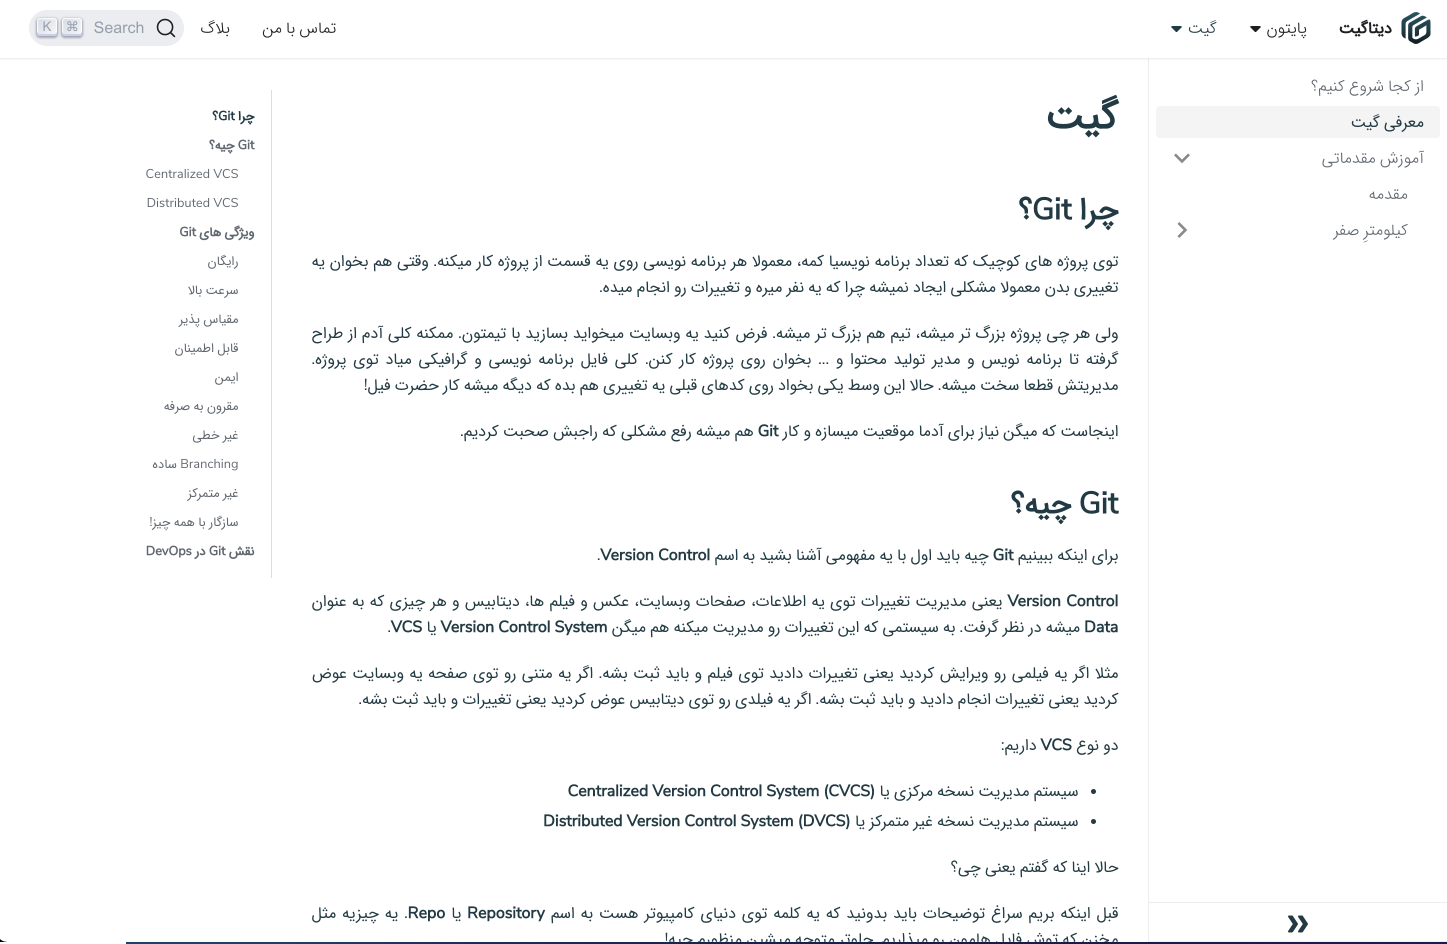 دیتاگیت
پایتون
گیت
تماس با من
بلاگ
Search
⌘ K
از کجا شروع کنیم؟
معرفی گیت
آموزش مقدماتی
مقدمه
کیلومترِ صفر
گیت
چرا Git؟
توی پروژه های کوچیک که تعداد برنامه نویسیا کمه، معمولا هر برنامه نویسی روی یه قسمت از پروژه کار میکنه. وقتی هم بخوان یه
تغییری بدن معمولا مشکلی ایجاد نمیشه چرا که یه نفر میره و تغییرات رو انجام میده.
ولی هر چی پروژه بزرگ تر میشه، تیم هم بزرگ تر میشه. فرض کنید یه وبسایت میخواید بسازید با تیمتون. ممکنه کلی آدم از طراح
گرفته تا برنامه نویس و مدیر تولید محتوا و ... بخوان روی پروژه کار کنن. کلی فایل برنامه نویسی و گرافیکی میاد توی پروژه.
مدیریتش قطعا سخت میشه. حالا این وسط یکی بخواد روی کدهای قبلی یه تغییری هم بده که دیگه میشه کار حضرت فیل!
اینجاست که میگن نیاز برای آدما موقعیت میسازه و کار Git هم میشه رفع مشکلی که راجبش صحبت کردیم.
Git چیه؟
برای اینکه ببینیم Git چیه باید اول با یه مفهومی آشنا بشید به اسم Version Control.
Version Control یعنی مدیریت تغییرات توی یه اطلاعات، صفحات وبسایت، عکس و فیلم ها، دیتابیس و هر چیزی که به عنوان
Data میشه در نظر گرفت. به سیستمی که این تغییرات رو مدیریت میکنه هم میگن Version Control System یا VCS.
مثلا اگر یه فیلمی رو ویرایش کردید یعنی تغییرات دادید توی فیلم و باید ثبت بشه. اگر یه متنی رو توی صفحه یه وبسایت عوض
کردید یعنی تغییرات انجام دادید و باید ثبت بشه. اگر یه فیلدی رو توی دیتابیس عوض کردید یعنی تغییرات و باید ثبت بشه.
دو نوع VCS داریم:
• سیستم مدیریت نسخه مرکزی یا Centralized Version Control System (CVCS)
• سیستم مدیریت نسخه غیر متمرکز یا Distributed Version Control System (DVCS)
حالا اینا که گفتم یعنی چی؟
قبل اینکه بریم سراغ توضیحات باید بدونید که یه کلمه توی دنیای کامپیوتر هست به اسم Repository یا Repo. یه چیزیه مثل
مخزن که توش فایل هامون رو میذاریم. جلوتر متوجه میشین منظورم چیه!
چرا Git؟
Git چیه؟
Centralized VCS
Distributed VCS
ویژگی های Git
رایگان
سرعت بالا
مقیاس پذیر
قابل اطمینان
ایمن
مقرون به صرفه
غیر خطی
Branching ساده
غیر متمرکز
سازگار با همه چیز!
نقش Git در DevOps